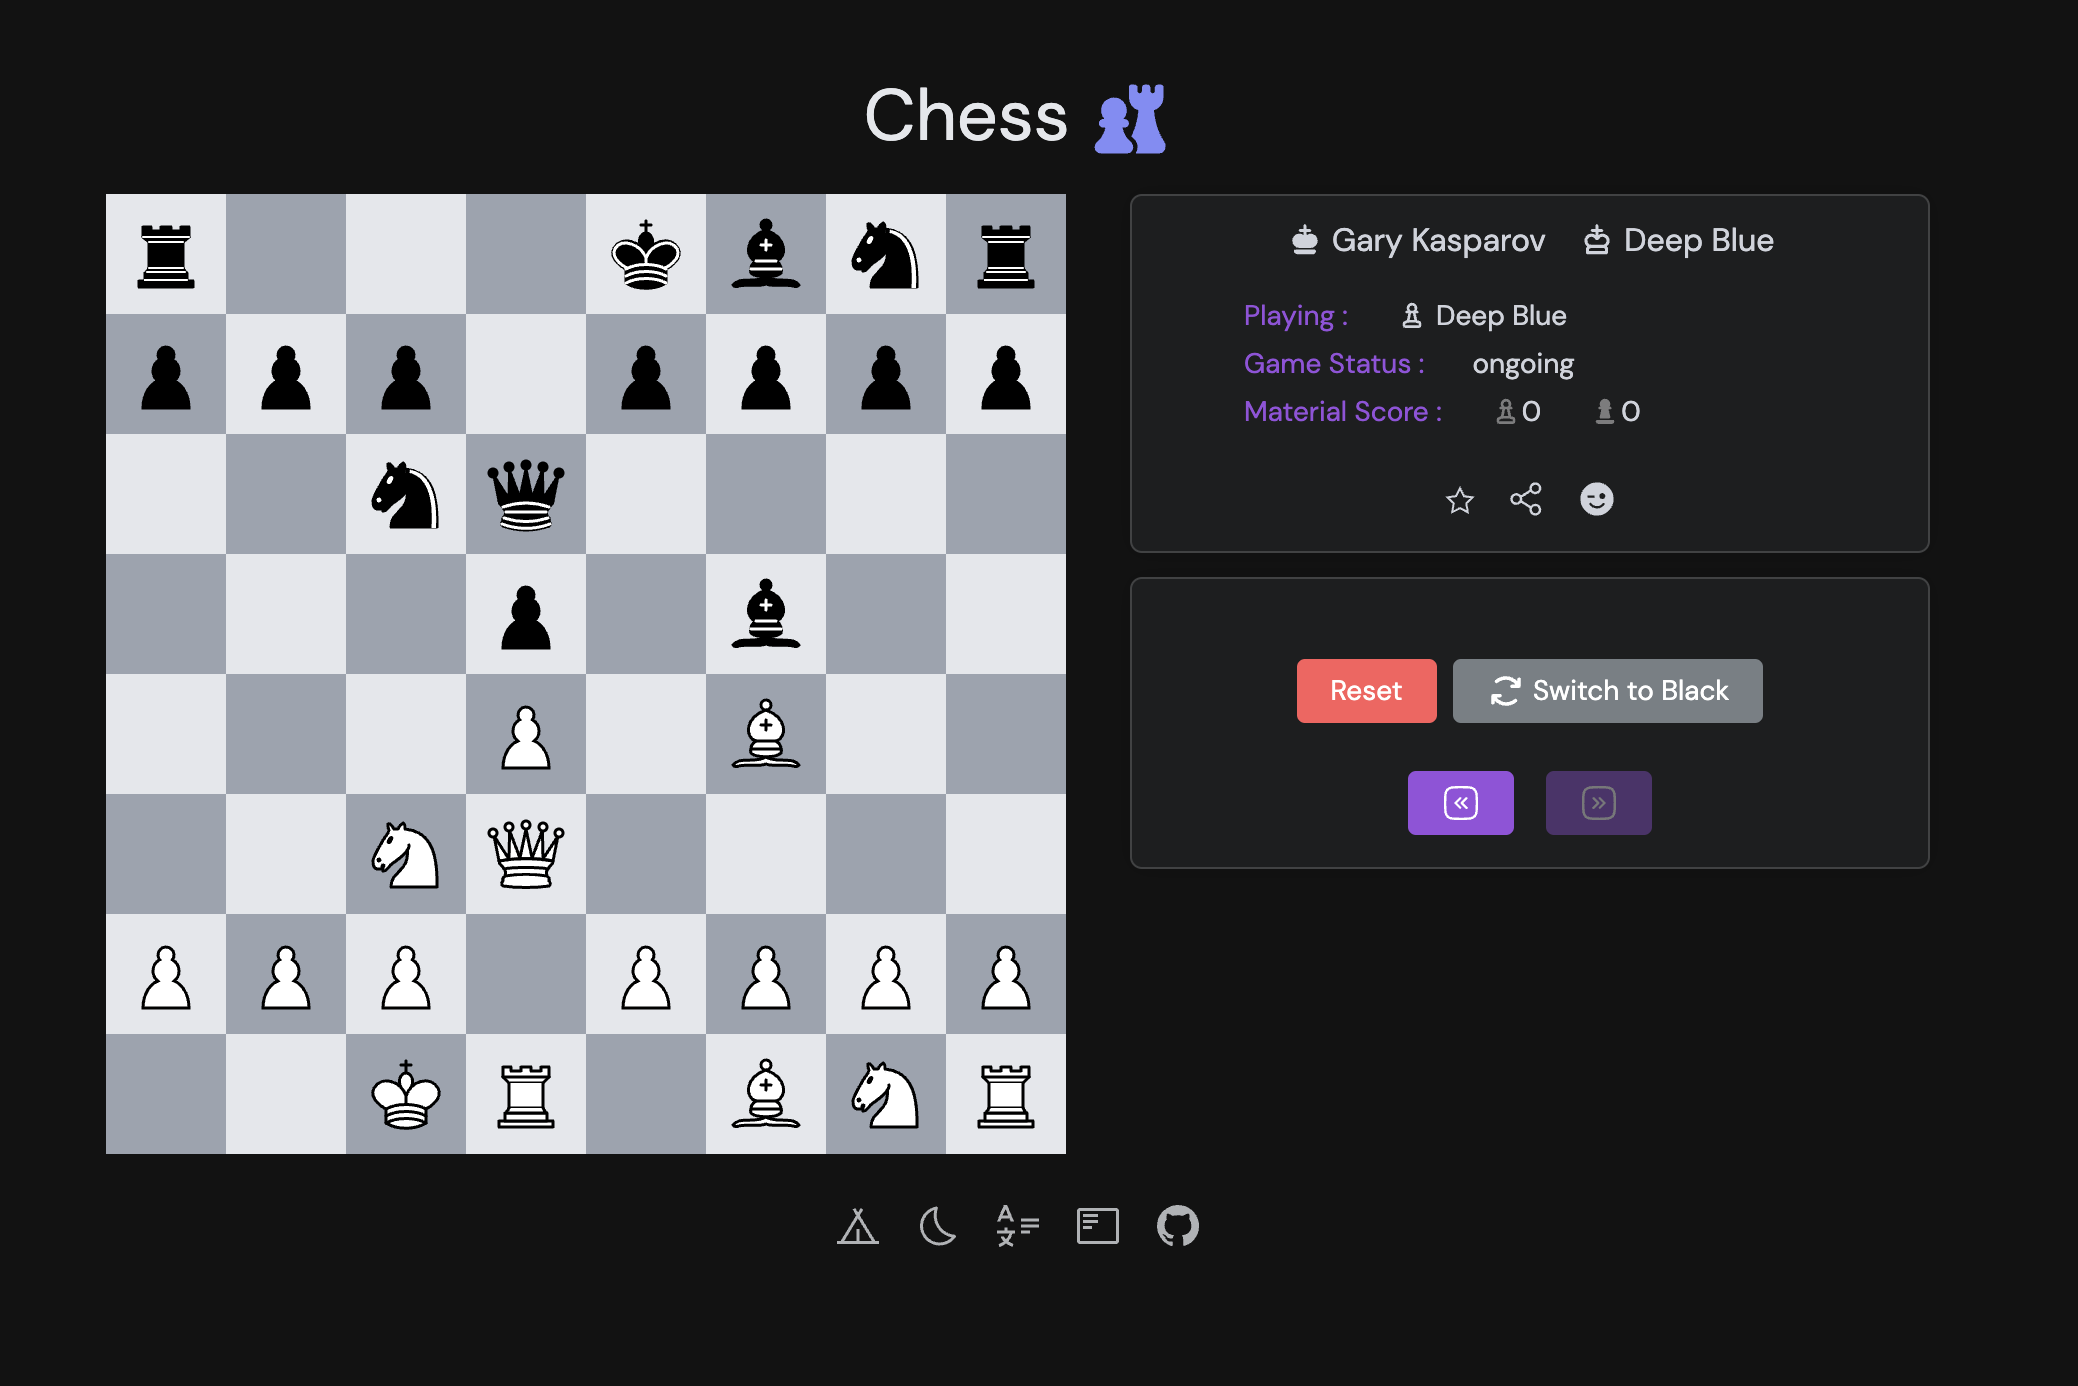 Chess
Gary Kasparov Deep Blue
Playing : Deep Blue
Game Status : ongoing
Material Score : 0 0
Reset Switch to Black